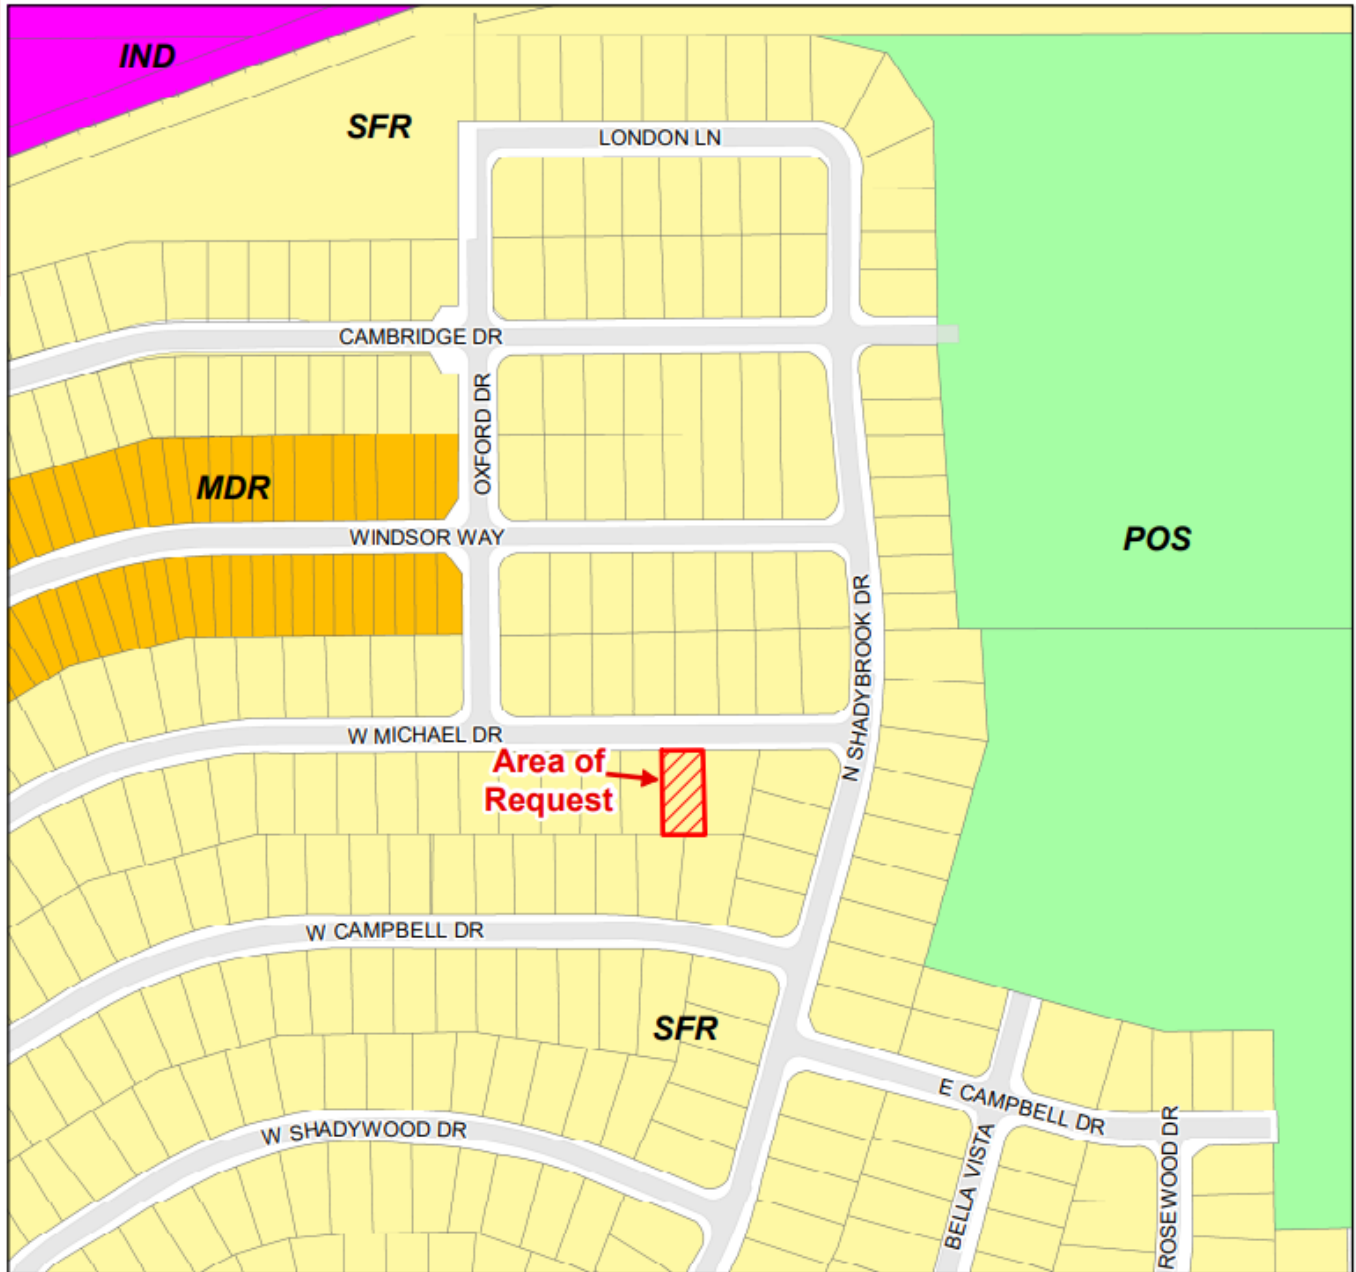 IND
SFR
LONDON LN
CAMBRIDGE DR
OXFORD DR
MDR
WINDSOR WAY
POS
N SHADYBROOK DR
W MICHAEL DR
Area of
Request
W CAMPBELL DR
SFR
E CAMPBELL DR
W SHADYWOOD DR
BELLA VISTA
ROSEWOOD DR